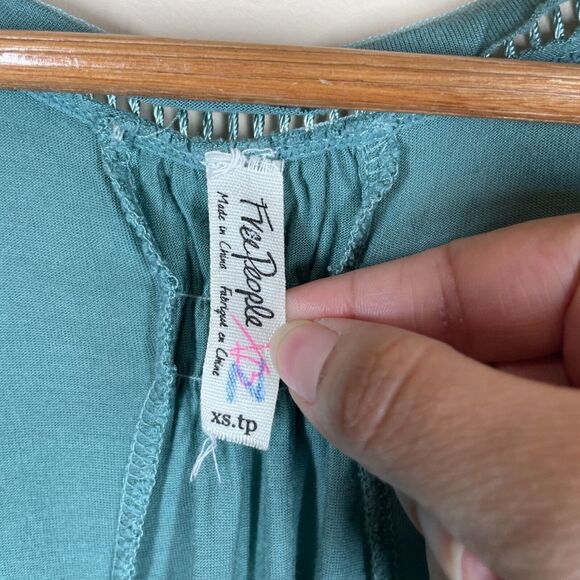 Free People
Made in China Fabriqué en Chine
xs.tp